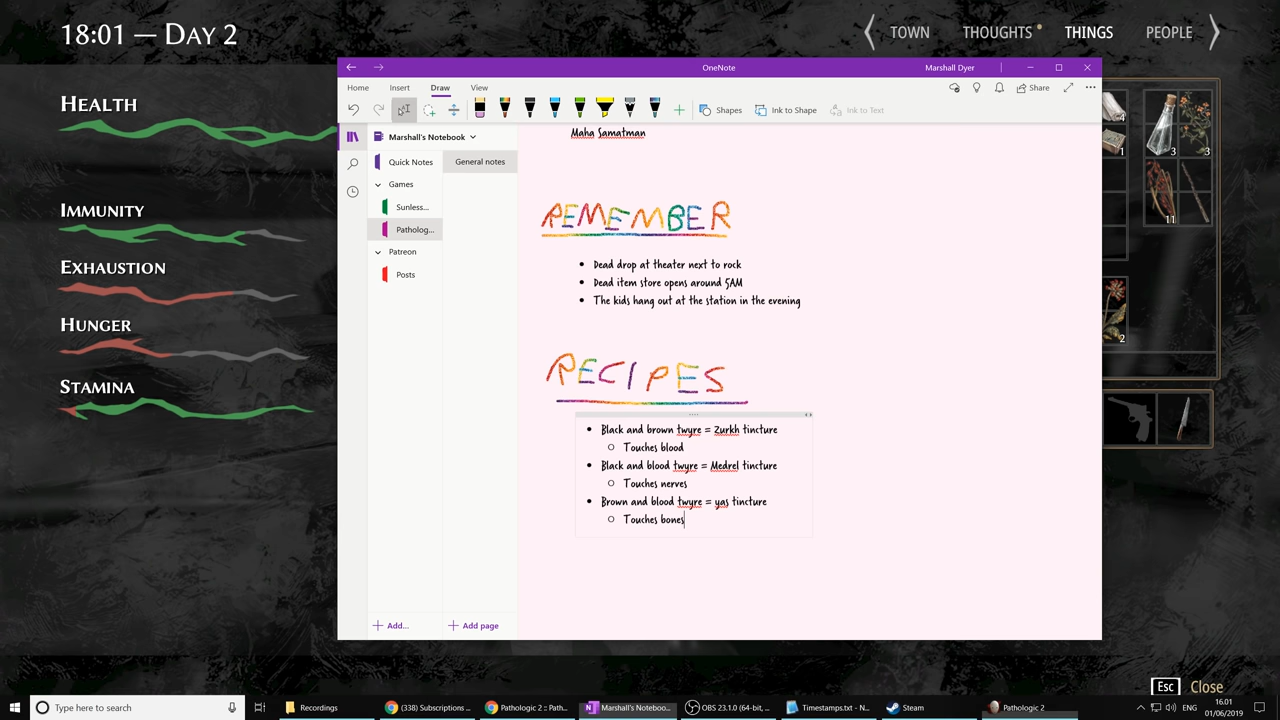 18:01 — Day 2
TOWN THOUGHTS THINGS PEOPLE
OneNote Marshall Dyer
Home Insert Draw View Share
Shapes Ink to Shape Ink to Text
Health
Immunity
Exhaustion
Hunger
Stamina
Marshall's Notebook
Quick Notes
Games
Sunless...
Patholog...
Patreon
Posts
Add...
General notes
Add page
Maha Samatman
REMEMBER
• Dead drop at theater next to rock
• Dead item store opens around 5AM
• The kids hang out at the station in the evening
RECIPES
• Black and brown twyre = Zurkh tincture
○ Touches blood
• Black and blood twyre = Medrel tincture
○ Touches nerves
• Brown and blood twyre = yas tincture
○ Touches bones
4
1
2
3
3
11
Esc Close
Type here to search
Recordings
(338) Subscriptions ...
Pathologic 2 :: Path...
Marshall's Noteboo...
OBS 23.1.0 (64-bit, ...
Timestamps.txt - N...
Steam
Pathologic 2
ENG
16.01
01/06/2019